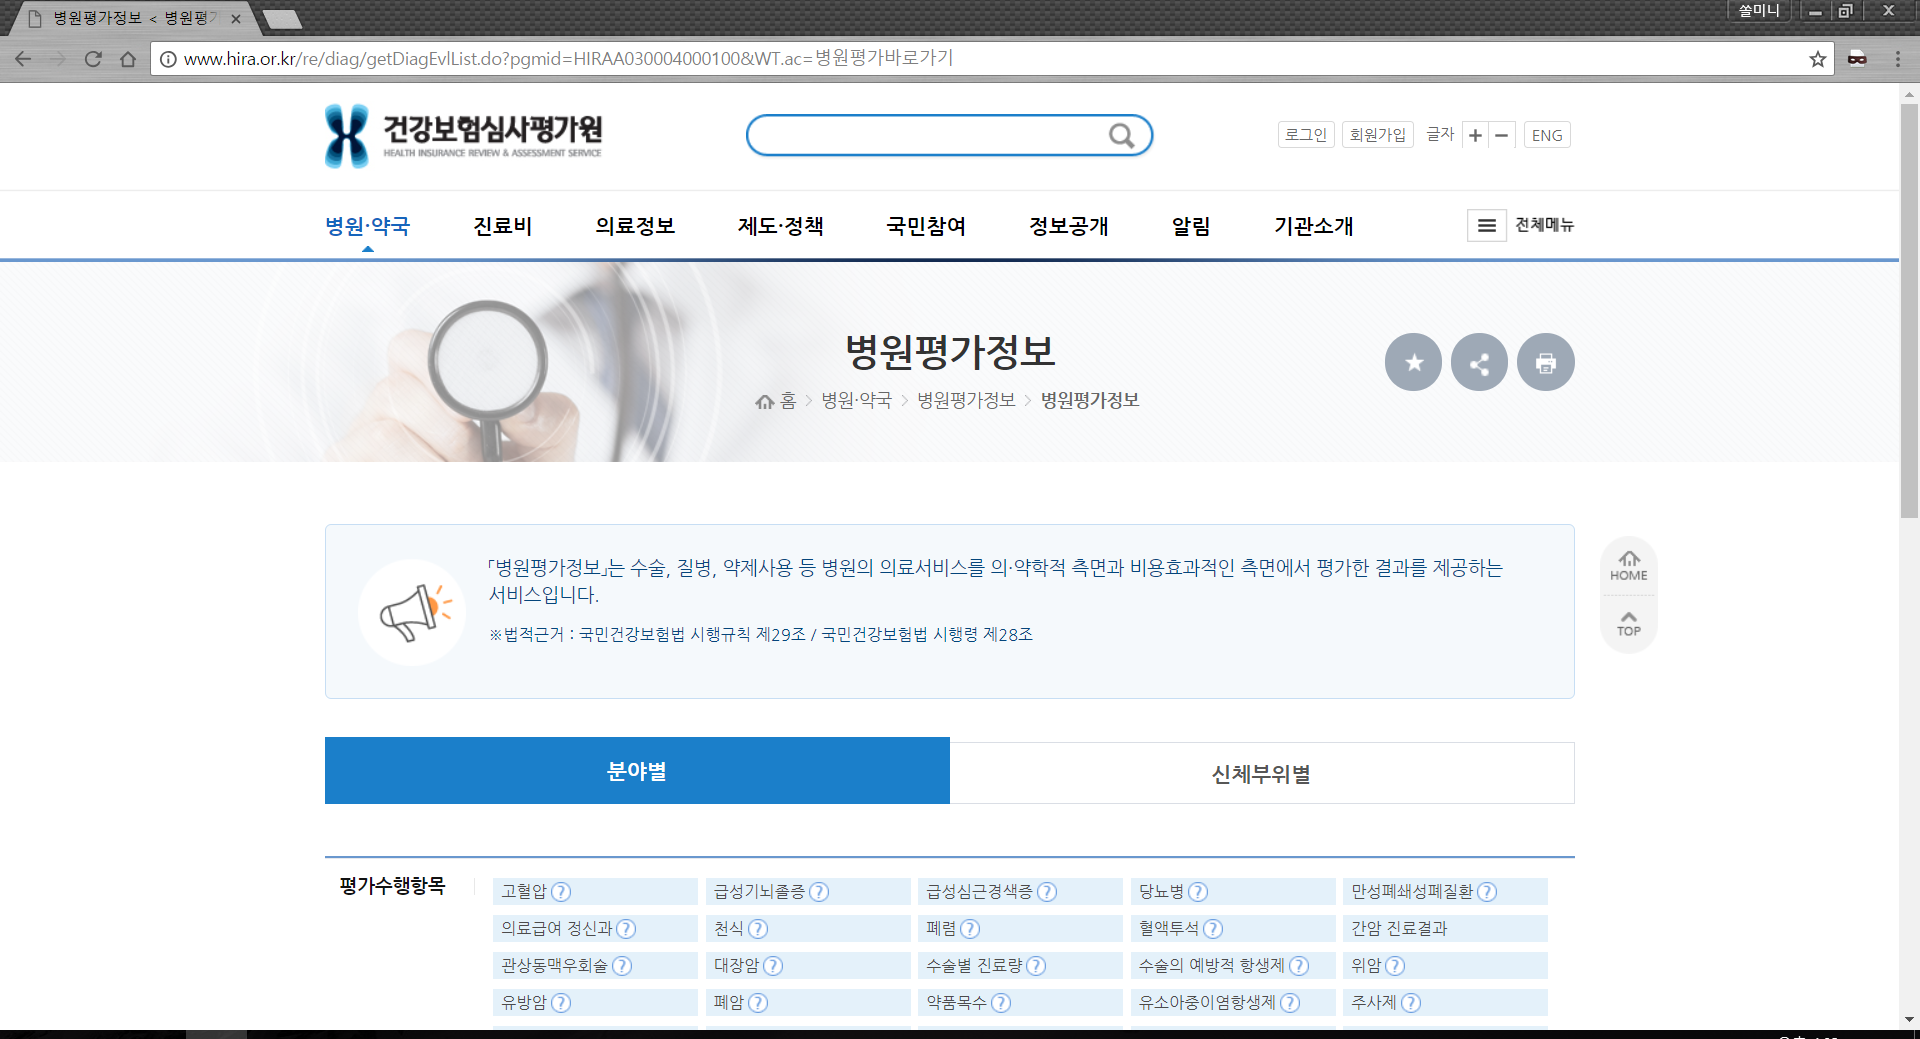 병원평가정보 < 병원평가
쏠미니
www.hira.or.kr/re/diag/getDiagEvlList.do?pgmid=HIRAA030004000100&WT.ac=병원평가바로가기
건강보험심사평가원
HEALTH INSURANCE REVIEW & ASSESSMENT SERVICE
로그인 회원가입 글자 + - ENG
병원·약국 진료비 의료정보 제도·정책 국민참여 정보공개 알림 기관소개 전체메뉴
병원평가정보
홈 > 병원·약국 > 병원평가정보 > 병원평가정보
「병원평가정보」는 수술, 질병, 약제사용 등 병원의 의료서비스를 의·약학적 측면과 비용효과적인 측면에서 평가한 결과를 제공하는
서비스입니다.
※법적근거 : 국민건강보험법 시행규칙 제29조 / 국민건강보험법 시행령 제28조
HOME
TOP
분야별 신체부위별
평가수행항목
고혈압 ? 급성기뇌졸중 ? 급성심근경색증 ? 당뇨병 ? 만성폐쇄성폐질환 ?
의료급여 정신과 ? 천식 ? 폐렴 ? 혈액투석 ? 간암 진료결과
관상동맥우회술 ? 대장암 ? 수술별 진료량 ? 수술의 예방적 항생제 ? 위암 ?
유방암 ? 폐암 ? 약품목수 ? 유소아중이염항생제 ? 주사제 ?